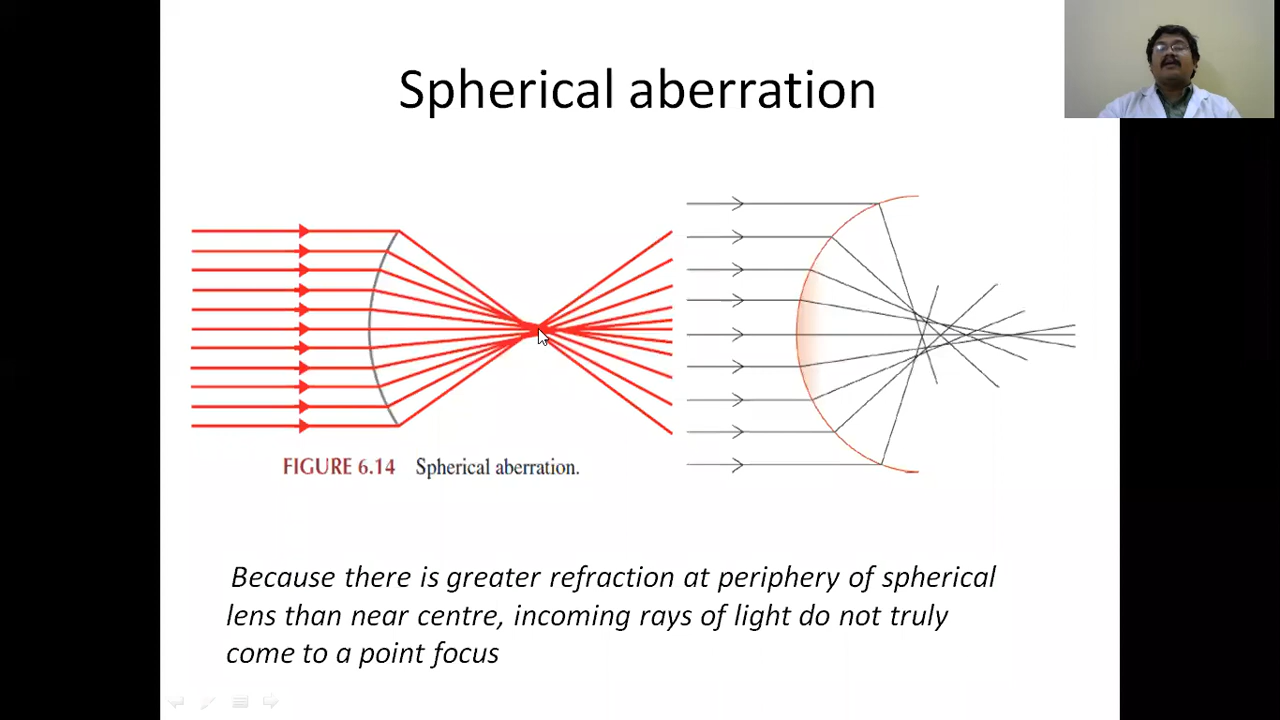 Spherical aberration
FIGURE 6.14 Spherical aberration.
Because there is greater refraction at periphery of spherical
lens than near centre, incoming rays of light do not truly
come to a point focus